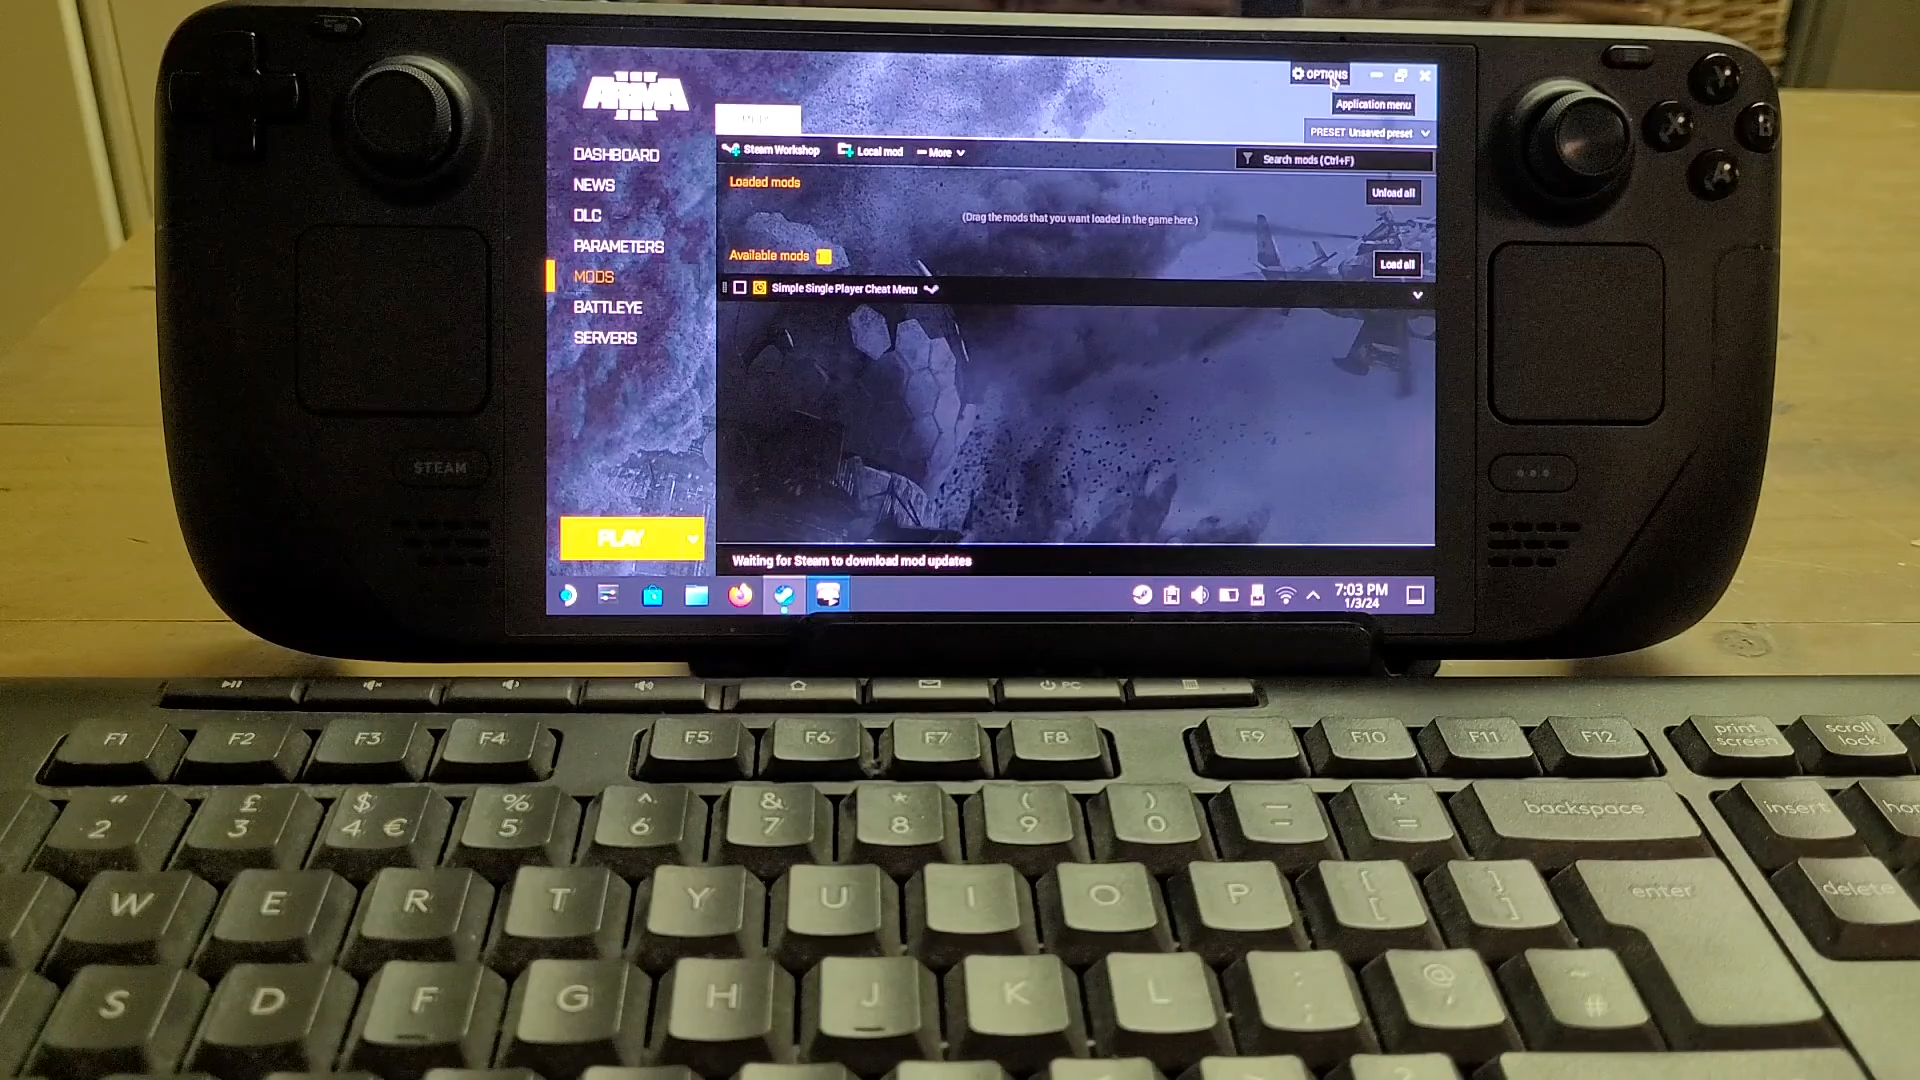 ARMA
III
OPTIONS
Application menu
PRESET Unsaved preset
DASHBOARD
NEWS
DLC
PARAMETERS
MODS
BATTLEYE
SERVERS
PLAY
Steam Workshop
Local mod
More
Search mods (Ctrl+F)
Loaded mods
Unload all
(Drag the mods that you want loaded in the game here.)
Available mods 1
Load all
Simple Single Player Cheat Menu
Waiting for Steam to download mod updates
7:03 PM
1/3/24
STEAM
...
Y
X
B
A
PC
F1 F2 F3 F4 F5 F6 F7 F8 F9 F10 F11 F12 print screen scroll lock
" £ $ % ^ & * ( ) — +
2 3 4 € 5 6 7 8 9 0 - = backspace insert
W E R T Y U I O P { [ } ] enter delete
S D F G H J K L : ; @ ' ~ #